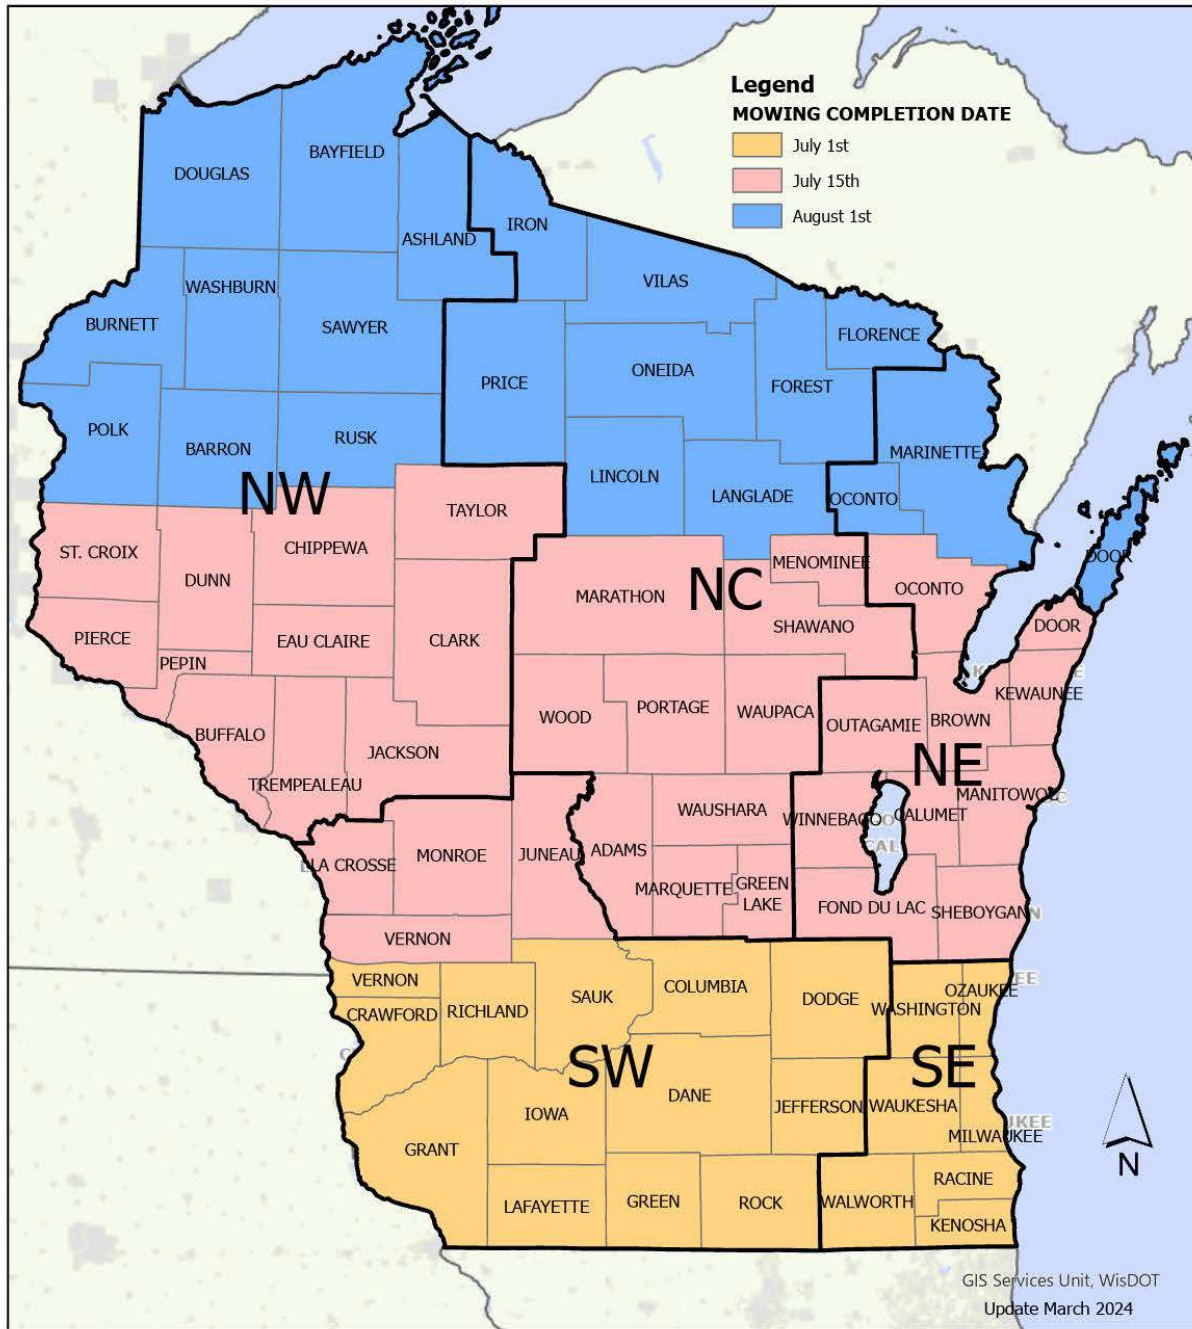 Legend
MOWING COMPLETION DATE
July 1st
July 15th
August 1st
BAYFIELD
DOUGLAS
IRON
ASHLAND
VILAS
WASHBURN
BURNETT
SAWYER
FLORENCE
ONEIDA
PRICE
FOREST
POLK
RUSK
BARRON
MARINETTE
LINCOLN
NW
LANGLADE
OCONTO
TAYLOR
ST. CROIX
CHIPPEWA
DOOR
MENOMINEE
DUNN
NC
OCONTO
MARATHON
SHAWANO
DOOR
PIERCE
EAU CLAIRE
CLARK
PEPIN
KEWAUNEE
PORTAGE
WAUPACA
WOOD
BROWN
OUTAGAMIE
BUFFALO
JACKSON
NE
TREMPEALEAU
MANITOWOC
WAUSHARA
WINNEBAGO
CALUMET
CAL
MONROE
JUNEAU
ADAMS
LA CROSSE
MARQUETTE
GREEN
LAKE
FOND DU LAC
SHEBOYGAN
VERNON
VERNON
COLUMBIA
DODGE
OZAUKEE
EE
SAUK
RICHLAND
WASHINGTON
CRAWFORD
SW
SE
DANE
JEFFERSON
WAUKESHA
IOWA
UKEE
MILWAUKEE
GRANT
N
RACINE
LAFAYETTE
GREEN
ROCK
WALWORTH
KENOSHA
GIS Services Unit, WisDOT
Update March 2024